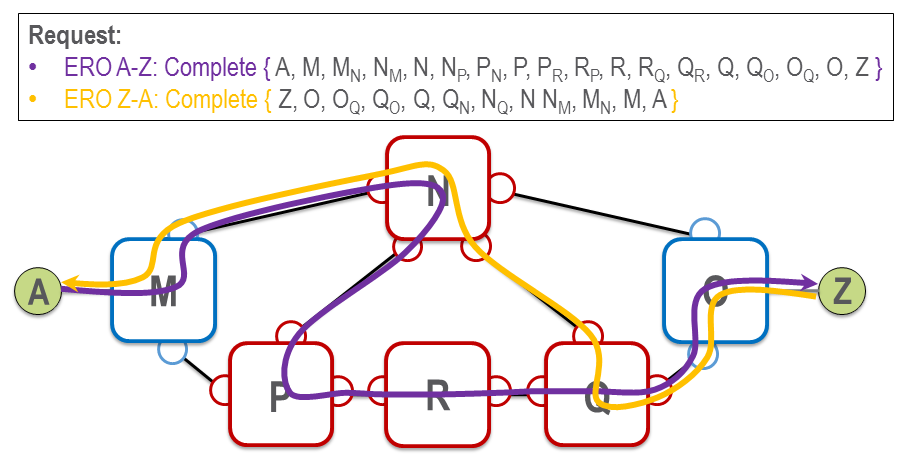 Request:
• ERO A-Z: Complete { A, M, M_N, N_M, N, N_P, P_N, P, P_R, R_P, R, R_Q, Q_R, Q, Q_O, O_Q, O, Z }
• ERO Z-A: Complete { Z, O, O_Q, Q_O, Q, Q_N, N_Q, N N_M, M_N, M, A }
N
A
M
O
Z
P
R
Q